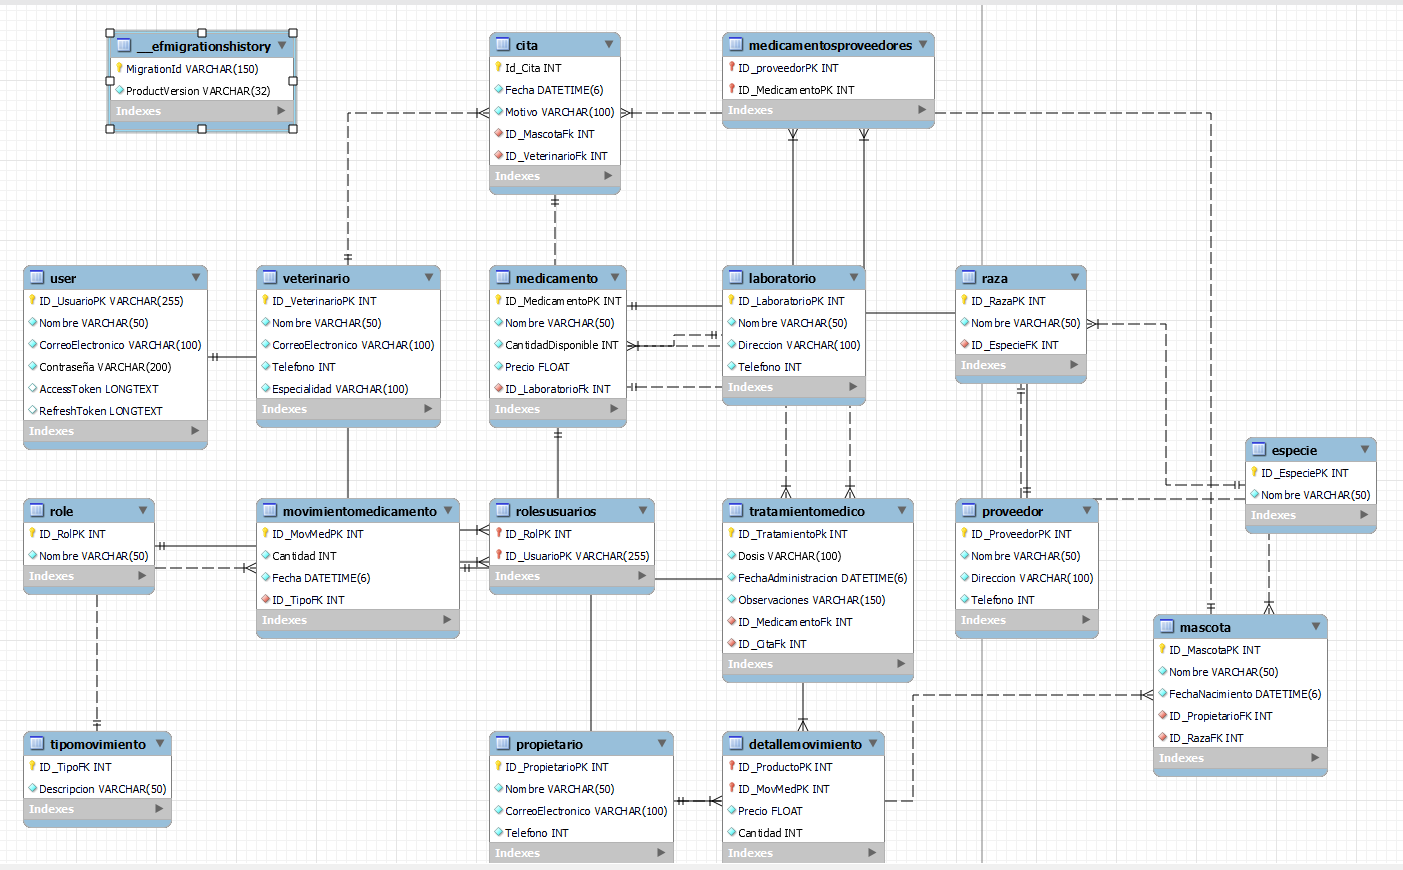 __efmigrationshistory
MigrationId VARCHAR(150)
ProductVersion VARCHAR(32)
Indexes
cita
Id_Cita INT
Fecha DATETIME(6)
Motivo VARCHAR(100)
ID_MascotaFk INT
ID_VeterinarioFk INT
Indexes
medicamentosproveedores
ID_proveedorPK INT
ID_MedicamentoPK INT
Indexes
user
ID_UsuarioPK VARCHAR(255)
Nombre VARCHAR(50)
CorreoElectronico VARCHAR(100)
Contraseña VARCHAR(200)
AccessToken LONGTEXT
RefreshToken LONGTEXT
Indexes
veterinario
ID_VeterinarioPK INT
Nombre VARCHAR(50)
CorreoElectronico VARCHAR(100)
Telefono INT
Especialidad VARCHAR(100)
Indexes
medicamento
ID_MedicamentoPK INT
Nombre VARCHAR(50)
CantidadDisponible INT
Precio FLOAT
ID_LaboratorioFk INT
Indexes
laboratorio
ID_LaboratorioPK INT
Nombre VARCHAR(50)
Direccion VARCHAR(100)
Telefono INT
Indexes
raza
ID_RazaPK INT
Nombre VARCHAR(50)
ID_EspecieFK INT
Indexes
especie
ID_EspeciePK INT
Nombre VARCHAR(50)
Indexes
role
ID_RolPK INT
Nombre VARCHAR(50)
Indexes
movimientomedicamento
ID_MovMedPK INT
Cantidad INT
Fecha DATETIME(6)
ID_TipoFK INT
Indexes
rolesusuarios
ID_RolPK INT
ID_UsuarioPK VARCHAR(255)
Indexes
tratamientomedico
ID_TratamientoPk INT
Dosis VARCHAR(100)
FechaAdministracion DATETIME(6)
Observaciones VARCHAR(150)
ID_MedicamentoFk INT
ID_CitaFk INT
Indexes
proveedor
ID_ProveedorPK INT
Nombre VARCHAR(50)
Direccion VARCHAR(100)
Telefono INT
Indexes
mascota
ID_MascotaPK INT
Nombre VARCHAR(50)
FechaNacimiento DATETIME(6)
ID_PropietarioFK INT
ID_RazaFK INT
Indexes
tipomovimiento
ID_TipoFK INT
Descripcion VARCHAR(50)
Indexes
propietario
ID_PropietarioPK INT
Nombre VARCHAR(50)
CorreoElectronico VARCHAR(100)
Telefono INT
Indexes
detallemovimiento
ID_ProductoPK INT
ID_MovMedPK INT
Precio FLOAT
Cantidad INT
Indexes